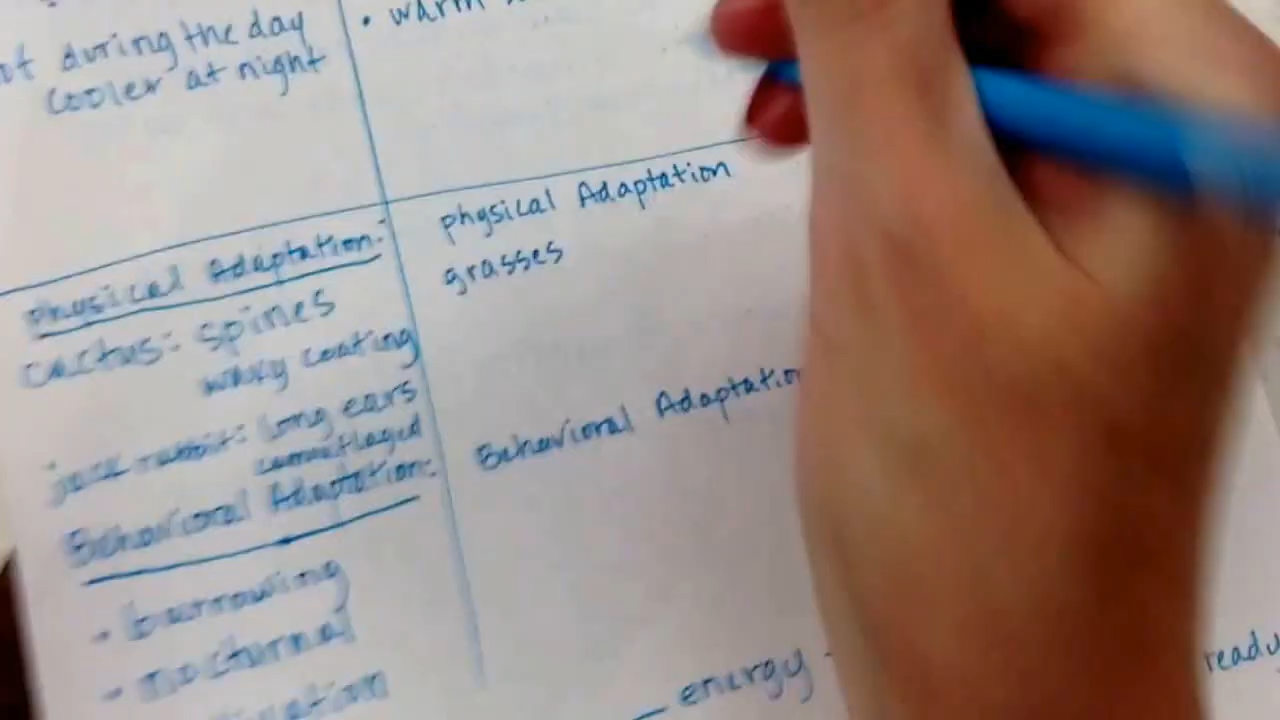 during the day
cooler at night
• warm
Physical Adaptation:
cactus: spines
waxy coating
jack rabbit: long ears
camouflaged
Behavioral Adaptation:
- burrowing
- nocturnal
physical Adaptation
grasses
Behavioral Adaptation
energy -
ready